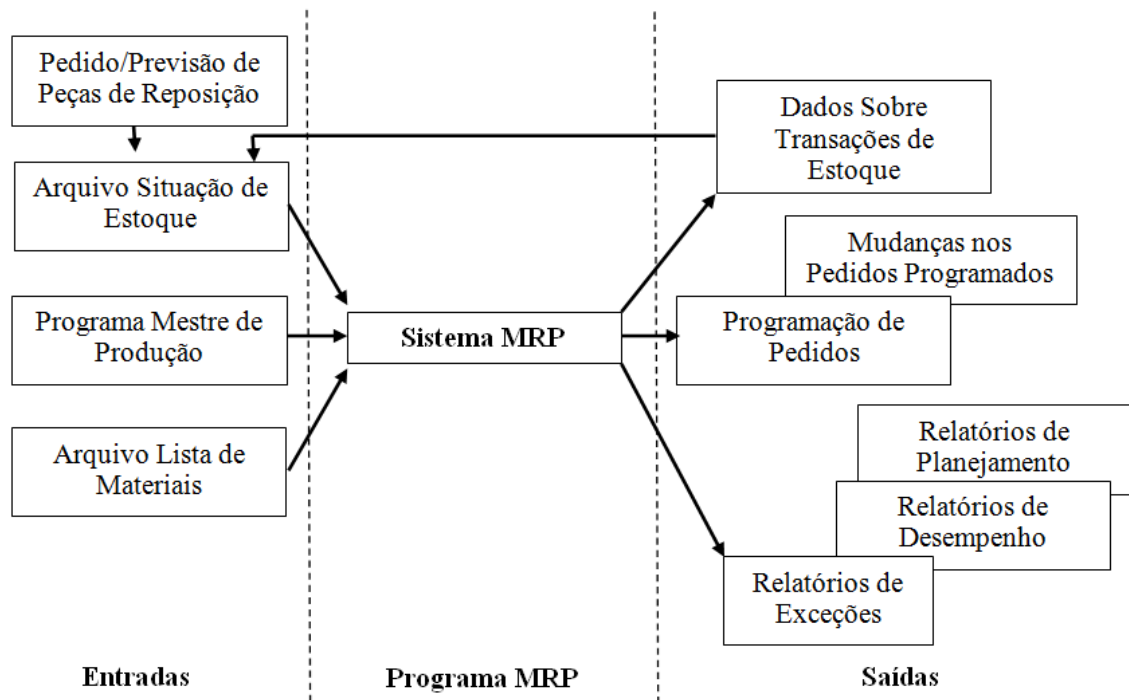 Pedido/Previsão de
Peças de Reposição
Arquivo Situação de
Estoque
Programa Mestre de
Produção
Arquivo Lista de
Materiais
Sistema MRP
Dados Sobre
Transações de
Estoque
Mudanças nos
Pedidos Programados
Programação de
Pedidos
Relatórios de
Planejamento
Relatórios de
Desempenho
Relatórios de
Exceções
Entradas
Programa MRP
Saídas